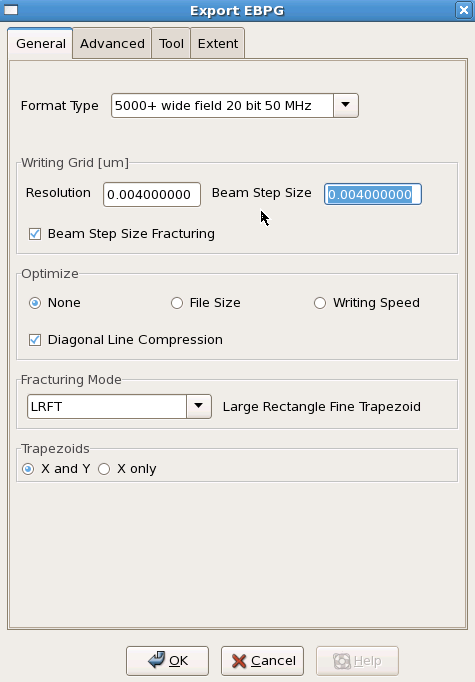 Export EBPG
General Advanced Tool Extent
Format Type 5000+ wide field 20 bit 50 MHz
Writing Grid [um]
Resolution 0.004000000 Beam Step Size 0.004000000
Beam Step Size Fracturing
Optimize
None File Size Writing Speed
Diagonal Line Compression
Fracturing Mode
LRFT Large Rectangle Fine Trapezoid
Trapezoids
X and Y X only
OK Cancel Help